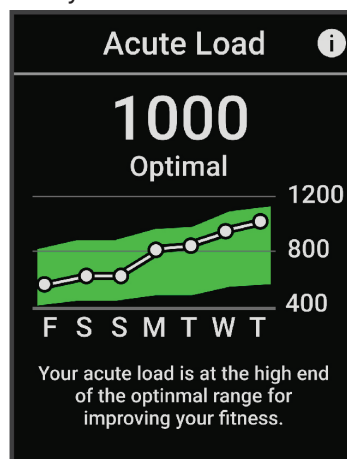 Acute Load i
1000
Optimal
1200
800
400
F S S M T W T
Your acute load is at the high end
of the optinmal range for
improving your fitness.